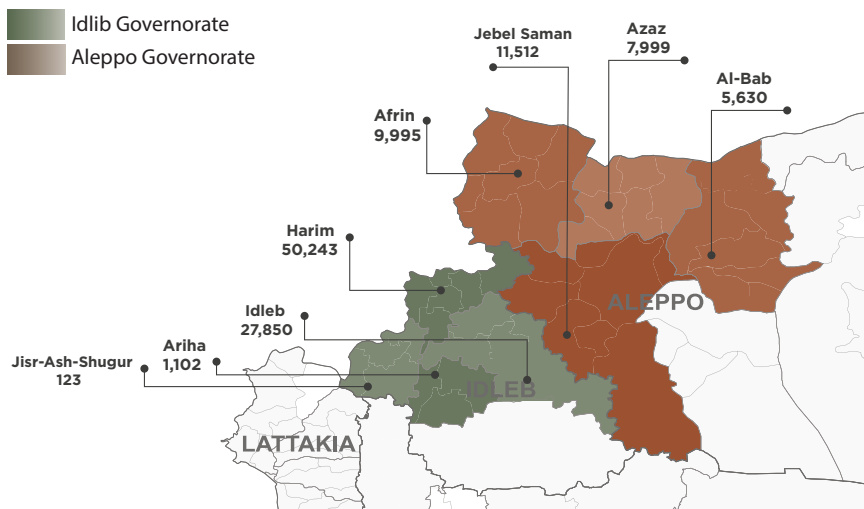 Idlib Governorate
Aleppo Governorate
Jebel Saman
11,512
Azaz
7,999
Al-Bab
5,630
Afrin
9,995
Harim
50,243
Idleb
27,850
Ariha
1,102
Jisr-Ash-Shugur
123
ALEPPO
IDLEB
LATTAKIA